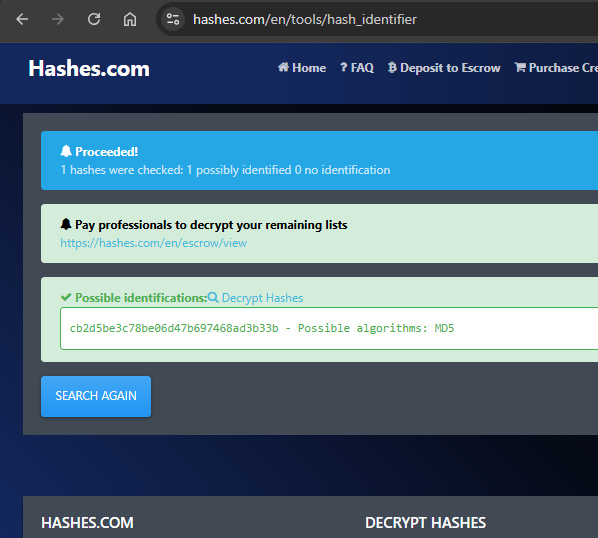 hashes.com/en/tools/hash_identifier
Hashes.com
Home ? FAQ Deposit to Escrow Purchase Cre
Proceeded!
1 hashes were checked: 1 possibly identified 0 no identification
Pay professionals to decrypt your remaining lists
https://hashes.com/en/escrow/view
Possible identifications: Decrypt Hashes
cb2d5be3c78be06d47b697468ad3b33b - Possible algorithms: MD5
SEARCH AGAIN
HASHES.COM DECRYPT HASHES